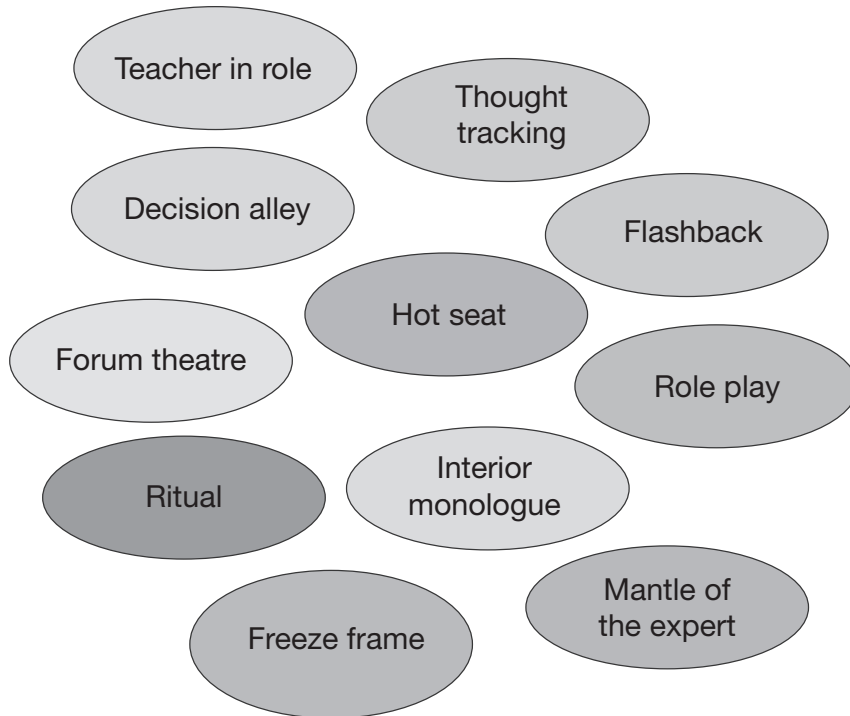 Teacher in role
Thought
tracking
Decision alley
Flashback
Hot seat
Forum theatre
Role play
Interior
monologue
Ritual
Mantle of
the expert
Freeze frame